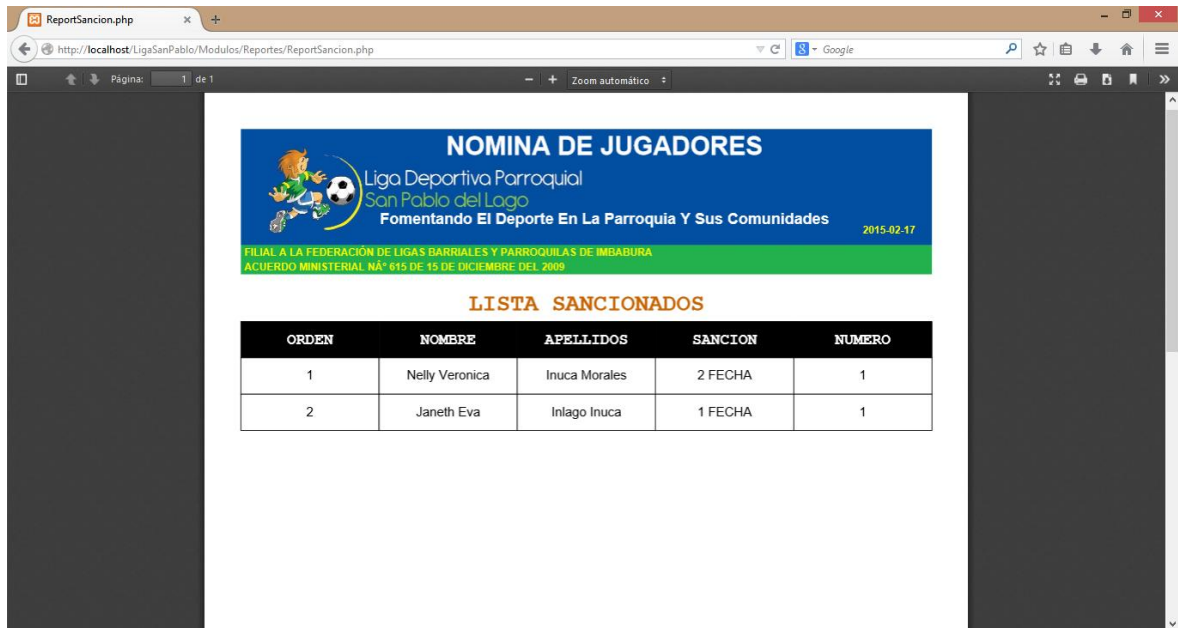 ReportSancion.php
http://localhost/LigaSanPablo/Modulos/Reportes/ReportSancion.php
Google
Página: 1 de 1
Zoom automático
NOMINA DE JUGADORES
Liga Deportiva Parroquial
San Pablo del Lago
Fomentando El Deporte En La Parroquia Y Sus Comunidades
2015-02-17
FILIAL A LA FEDERACIÓN DE LIGAS BARRIALES Y PARROQUILAS DE IMBABURA
ACUERDO MINISTERIAL NÂº 615 DE 15 DE DICIEMBRE DEL 2009
LISTA SANCIONADOS
ORDEN NOMBRE APELLIDOS SANCION NUMERO
1 Nelly Veronica Inuca Morales 2 FECHA 1
2 Janeth Eva Inlago Inuca 1 FECHA 1